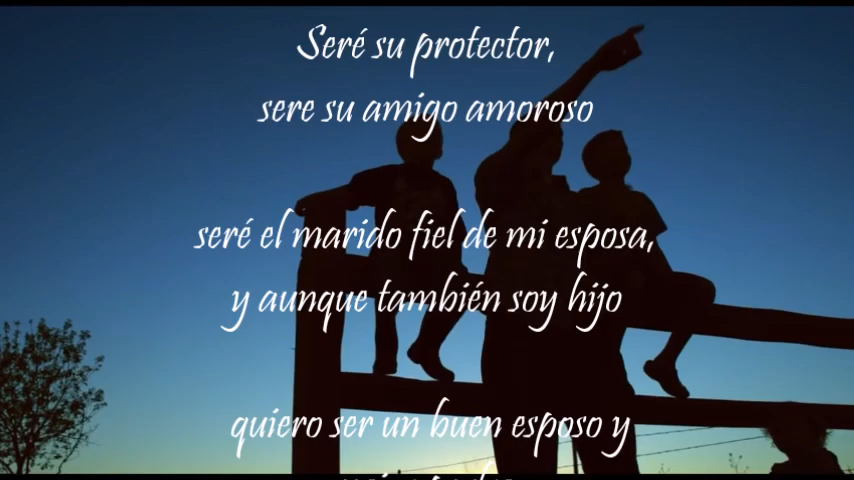 Seré su protector,
sere su amigo amoroso
seré el marido fiel de mi esposa,
y aunque también soy hijo
quiero ser un buen esposo y